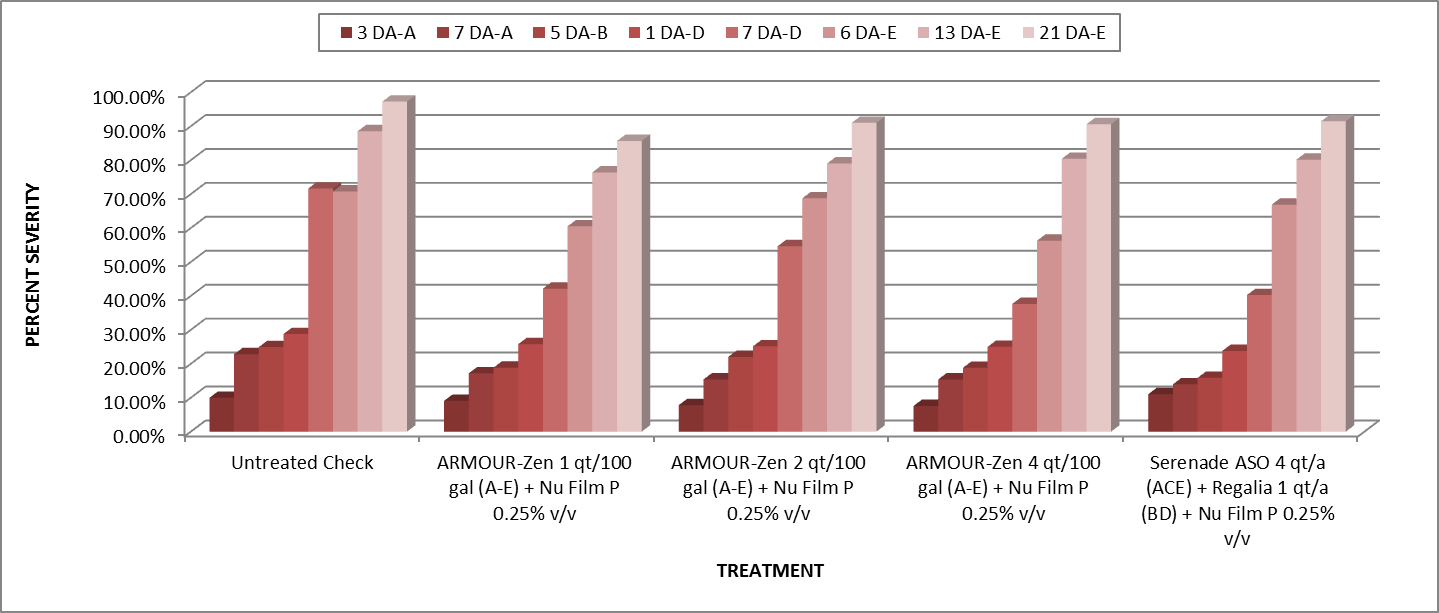 3 DA-A 7 DA-A 5 DA-B 1 DA-D 7 DA-D 6 DA-E 13 DA-E 21 DA-E
100.00%
90.00%
80.00%
70.00%
60.00%
50.00%
40.00%
30.00%
20.00%
10.00%
0.00%
PERCENT SEVERITY
Untreated Check
ARMOUR-Zen 1 qt/100
gal (A-E) + Nu Film P
0.25% v/v
ARMOUR-Zen 2 qt/100
gal (A-E) + Nu Film P
0.25% v/v
ARMOUR-Zen 4 qt/100
gal (A-E) + Nu Film P
0.25% v/v
Serenade ASO 4 qt/a
(ACE) + Regalia 1 qt/a
(BD) + Nu Film P 0.25%
v/v
TREATMENT